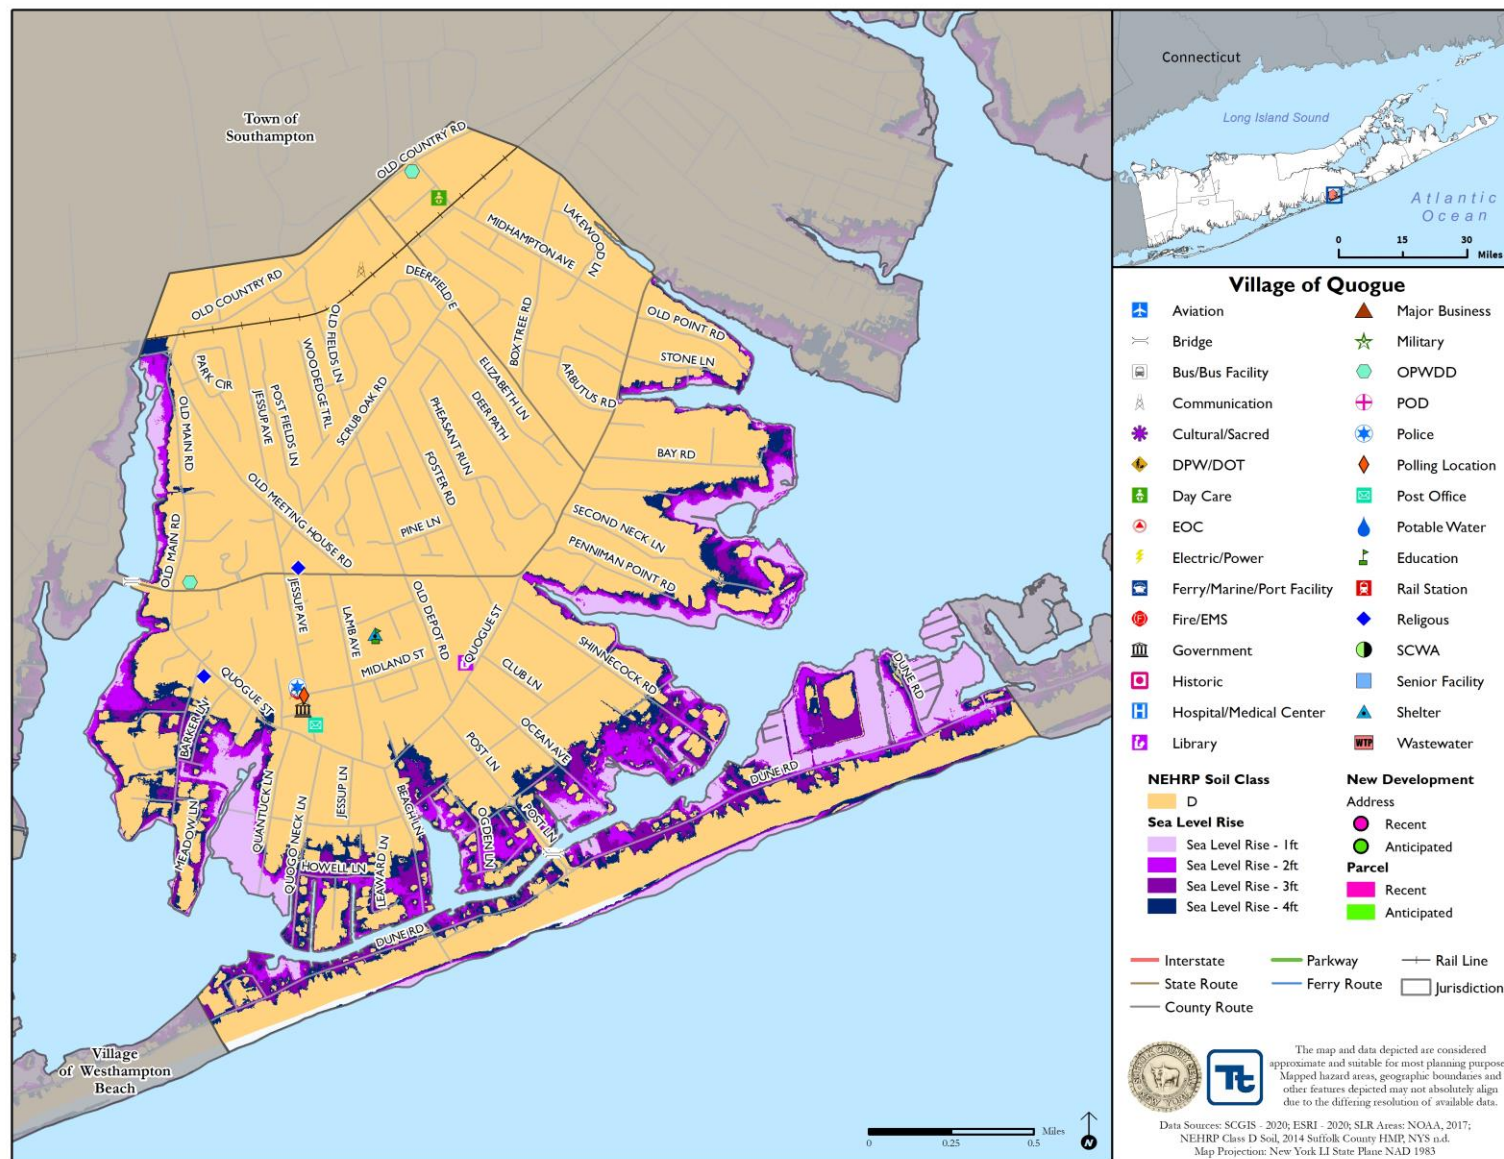 Town of
Southampton
OLD COUNTRY RD
OLD COUNTRY RD
MIDHAMPTON AVE
LAKEWOOD LN
DEERFIELD E
OLD FIELDS LN
WOODEDGE TRL
BOX TREE RD
OLD POINT RD
STONE LN
PARK CIR
JESSUP AVE
POST FIELDS LN
SCRUB OAK RD
ELIZABETH LN
ARBUTUS RD
DEER PATH
PHEASANT RUN
OLD MAIN RD
FOSTER RD
BAY RD
OLD MEETING HOUSE RD
PINE LN
SECOND NECK LN
PENNIMAN POINT RD
OLD MAIN RD
JESSUP AVE
LAMB AVE
OLD DEPOT RD
QUOGUE ST
MIDLAND ST
CLUB LN
SHINNECOCK RD
QUOGUE ST
BARKER LN
DUNE RD
OCEAN AVE
POST LN
DUNE RD
MEADOW LN
QUANTUCK LN
QUOGO NECK LN
JESSUP LN
BEACH LN
LEAWARD LN
HOWELL LN
OGDEN LN
POST LN
DUNE RD
Village
of Westhampton
Beach
Miles
0 0.25 0.5
N
Connecticut
Long Island Sound
Atlantic
Ocean
0 15 30
Miles
Village of Quogue
Aviation
Bridge
Bus/Bus Facility
Communication
Cultural/Sacred
DPW/DOT
Day Care
EOC
Electric/Power
Ferry/Marine/Port Facility
Fire/EMS
Government
Historic
Hospital/Medical Center
Library
Major Business
Military
OPWDD
POD
Police
Polling Location
Post Office
Potable Water
Education
Rail Station
Religous
SCWA
Senior Facility
Shelter
WTP Wastewater
NEHRP Soil Class
D
Sea Level Rise
Sea Level Rise - 1ft
Sea Level Rise - 2ft
Sea Level Rise - 3ft
Sea Level Rise - 4ft
New Development
Address
Recent
Anticipated
Parcel
Recent
Anticipated
Interstate
State Route
County Route
Parkway
Ferry Route
Rail Line
Jurisdiction
Tt
The map and data depicted are considered
approximate and suitable for most planning purpose
Mapped hazard areas, geographic boundaries and
other features depicted may not absolutely align
due to the differing resolution of available data.
Data Sources: SCGIS - 2020; ESRI - 2020; SLR Areas: NOAA, 2017;
NEHRP Class D Soil, 2014 Suffolk County HMP, NYS n.d.
Map Projection: New York LI State Plane NAD 1983